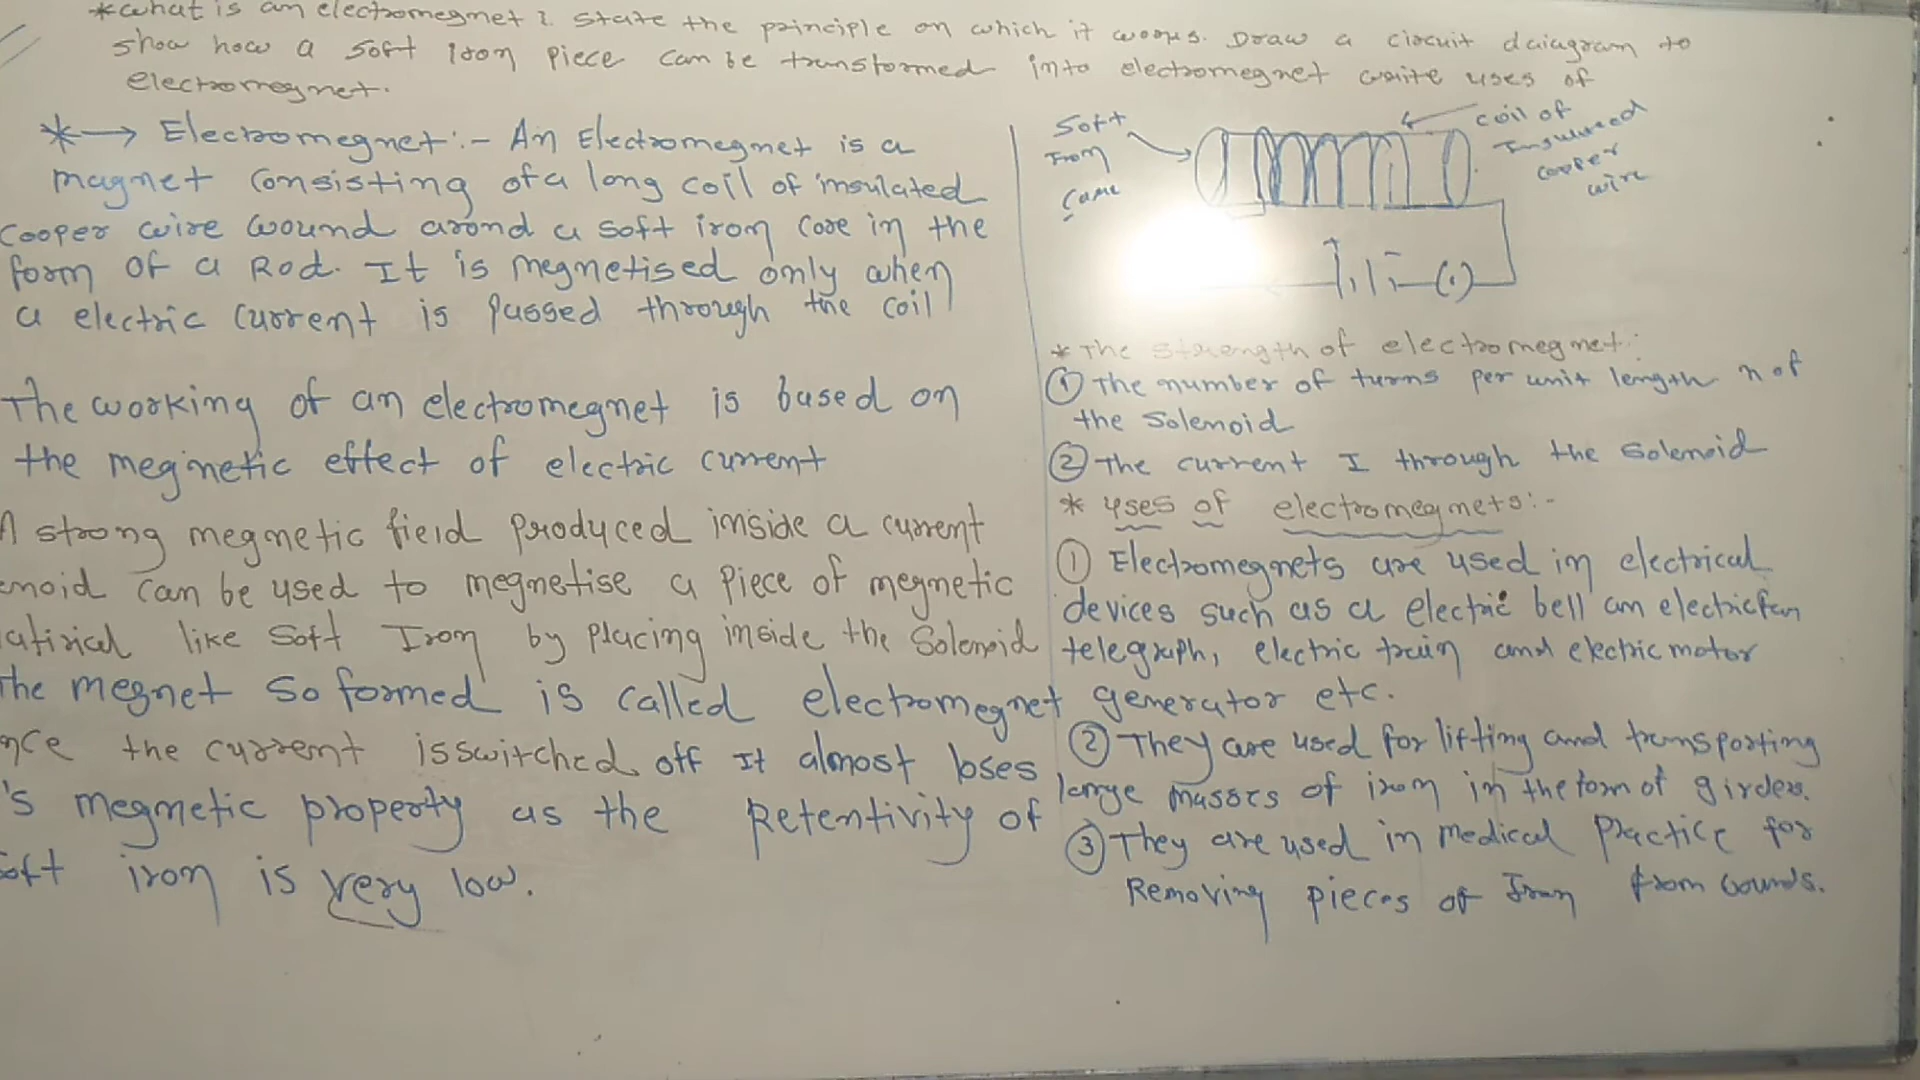 *what is an electromegnet ? State the principle on which it works. Draw a circuit daiagram to
show how a soft Iron piece can be transformed into electromegnet write uses of
electromegnet.
*→ Electromegnet:- An Electromegnet is a
magnet consisting of a long coil of insulated
cooper wire wound arond a soft iron core in the
form of a Rod. It is megnetised only when
a electric current is passed through the coil
The working of an electromegnet is based on
the meginetic effect of electric current
A strong megnetic field produced inside a current
enoid can be used to megnetise a piece of megnetic
atirial like soft Iron by placing inside the Solenoid
The megnet so formed is called electromegnet
nce the current is switched off It almost loses
's megnetic property as the Retentivity of
soft iron is very low.
Soft
Iron
coil of
cooper
wire
* The strength of electromegnet:
① The number of turns per unit length n of
the Solenoid
② The current I through the Solenoid
* Uses of electromegnets:-
① Electromegnets are used in electrical
devices such as a electric bell an electric fan
telegraph, electric train and electric motor
generator etc.
② They are used for lifting and transporting
large masses of iron in the form of girders.
③ They are used in medical practice for
Removing pieces of Iron from wounds.